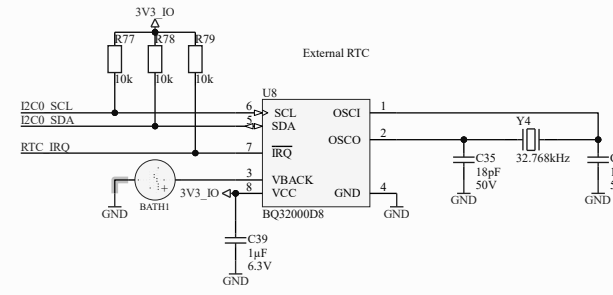 3V3_IO
R77
R78
R79
10k
10k
10k
External RTC
I2C0_SCL
I2C0_SDA
RTC_IRQ
U8
6
5
7
3
8
SCL
SDA
IRQ
VBACK
VCC
OSCI
OSCO
GND
1
2
4
BQ32000D8
Y4
32.768kHz
C35
18pF
50V
GND
GND
GND
GND
BATH1
+
3V3_IO
C39
1µF
6.3V
GND